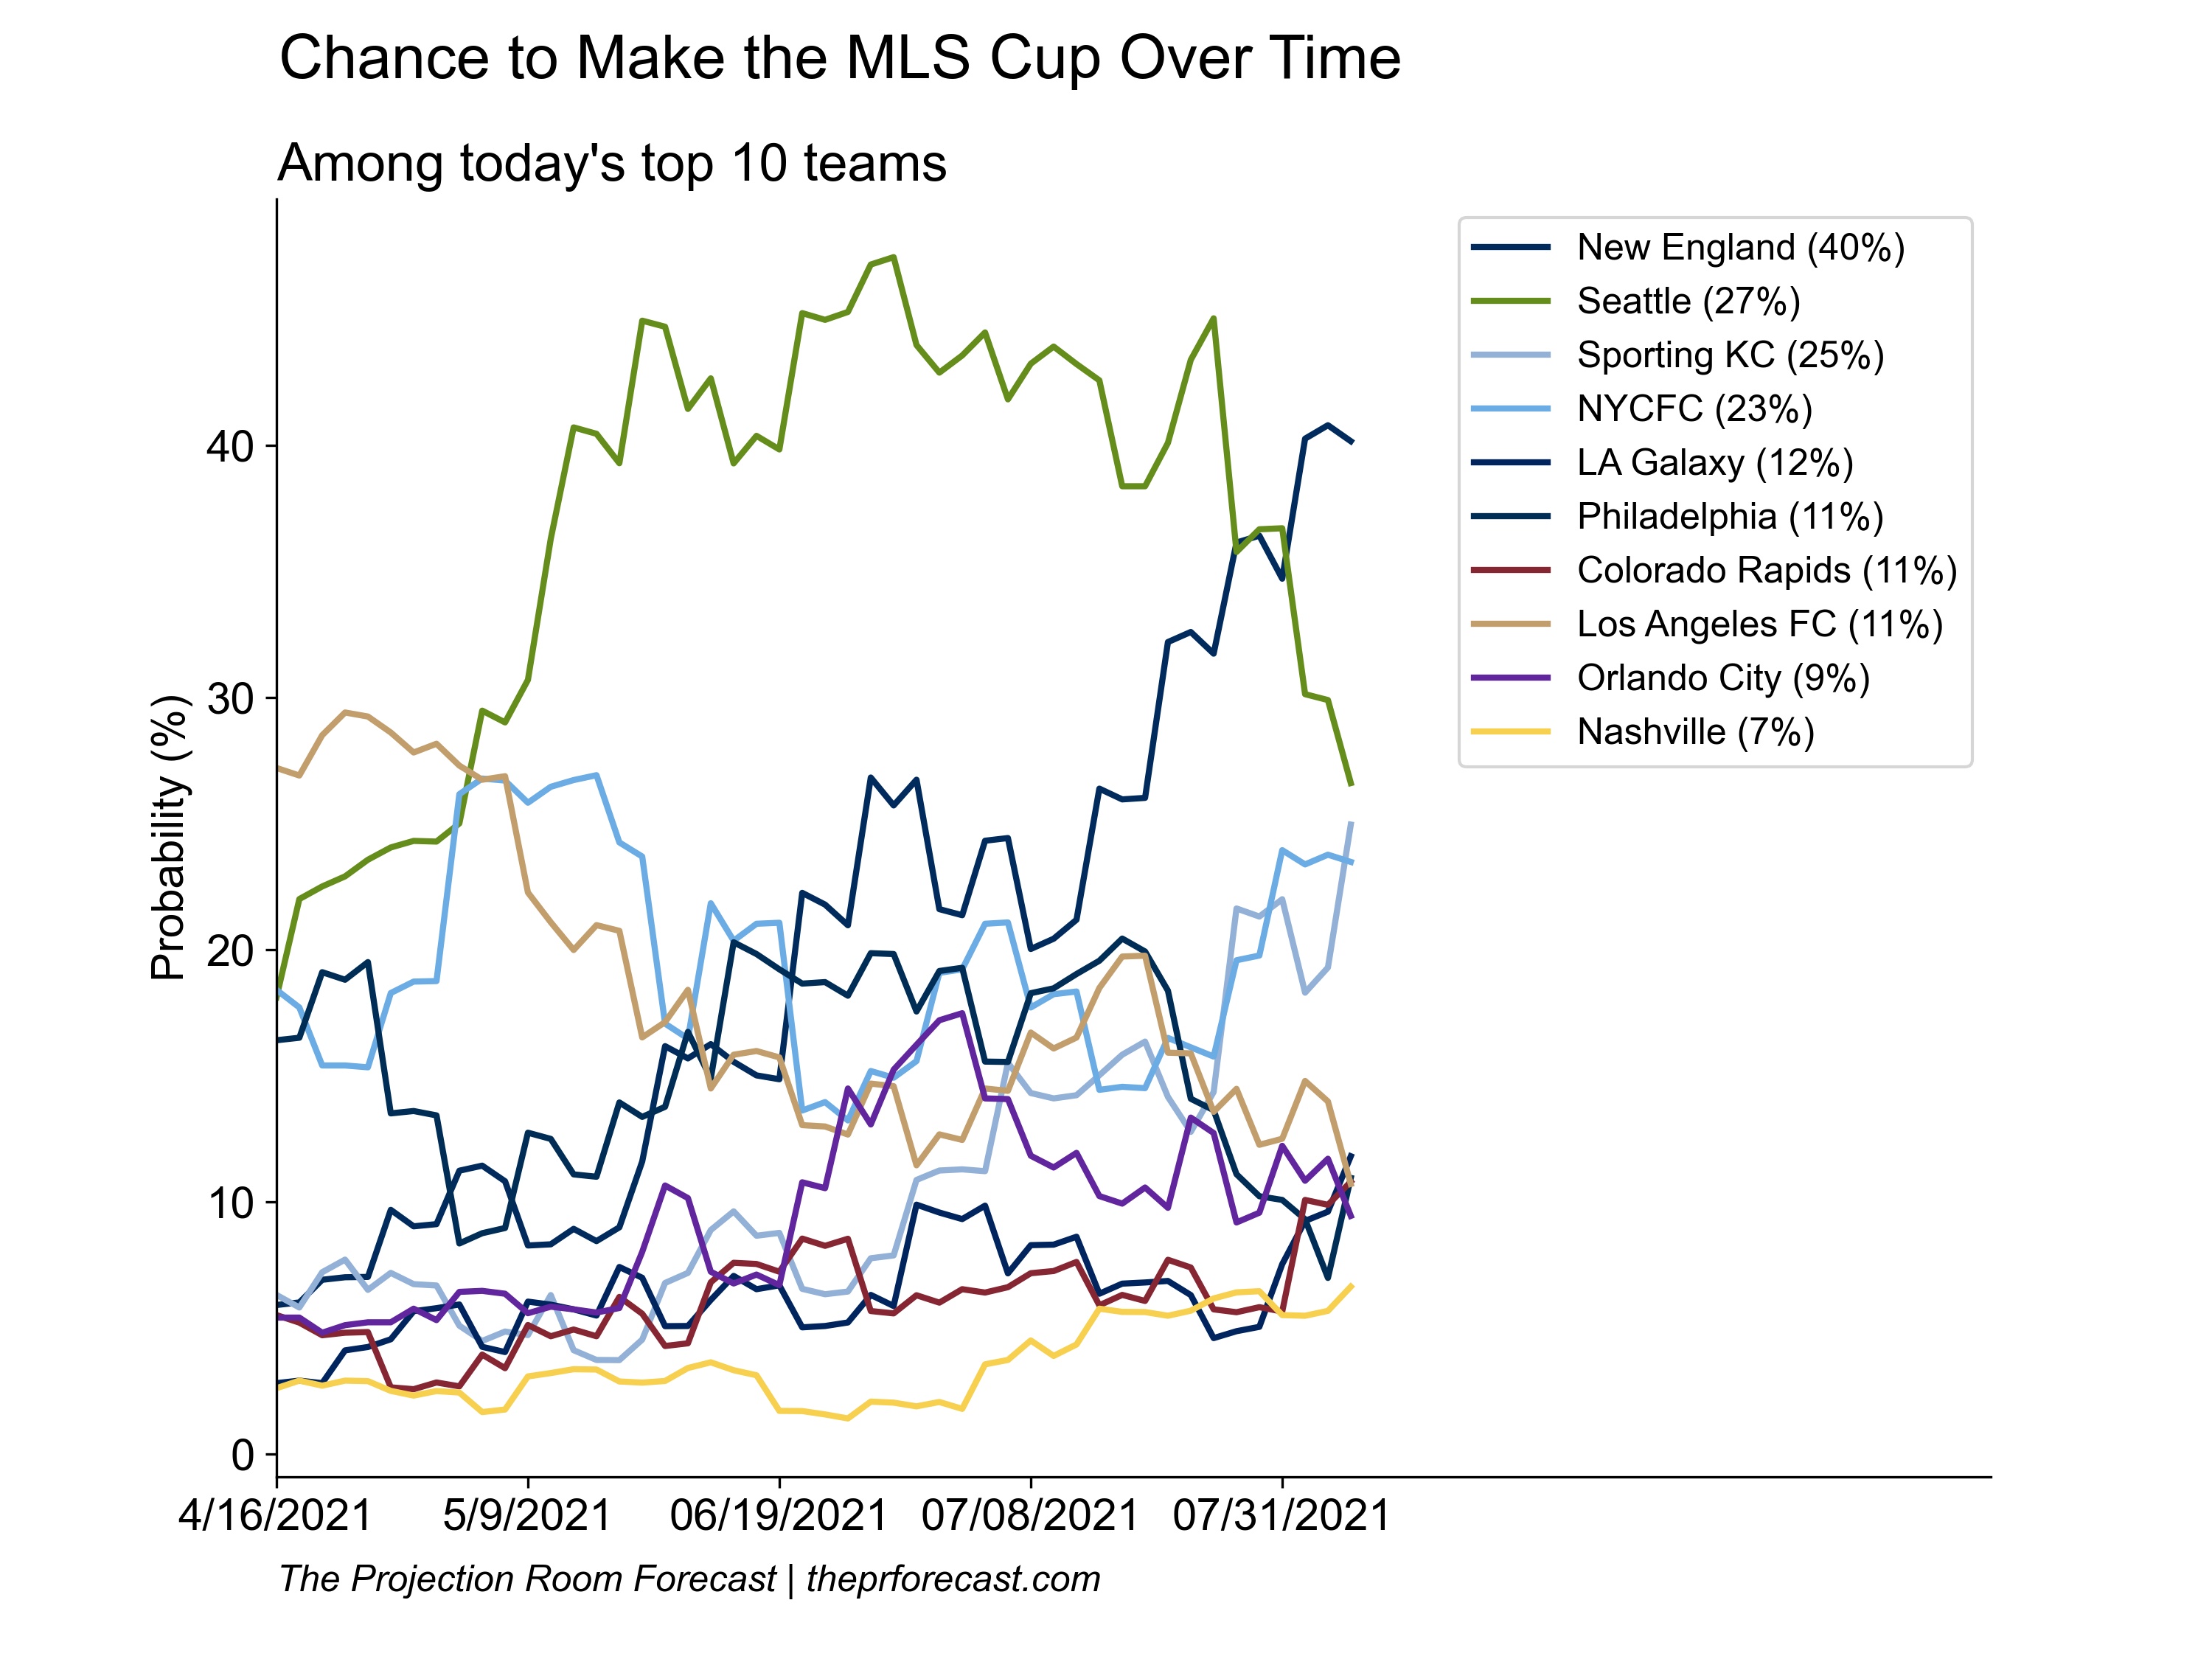 Chance to Make the MLS Cup Over Time
Among today's top 10 teams
New England (40%)
Seattle (27%)
Sporting KC (25%)
NYCFC (23%)
LA Galaxy (12%)
Philadelphia (11%)
Colorado Rapids (11%)
Los Angeles FC (11%)
Orlando City (9%)
Nashville (7%)
Probability (%)
40
30
20
10
0
4/16/2021 5/9/2021 06/19/2021 07/08/2021 07/31/2021
The Projection Room Forecast | theprforecast.com